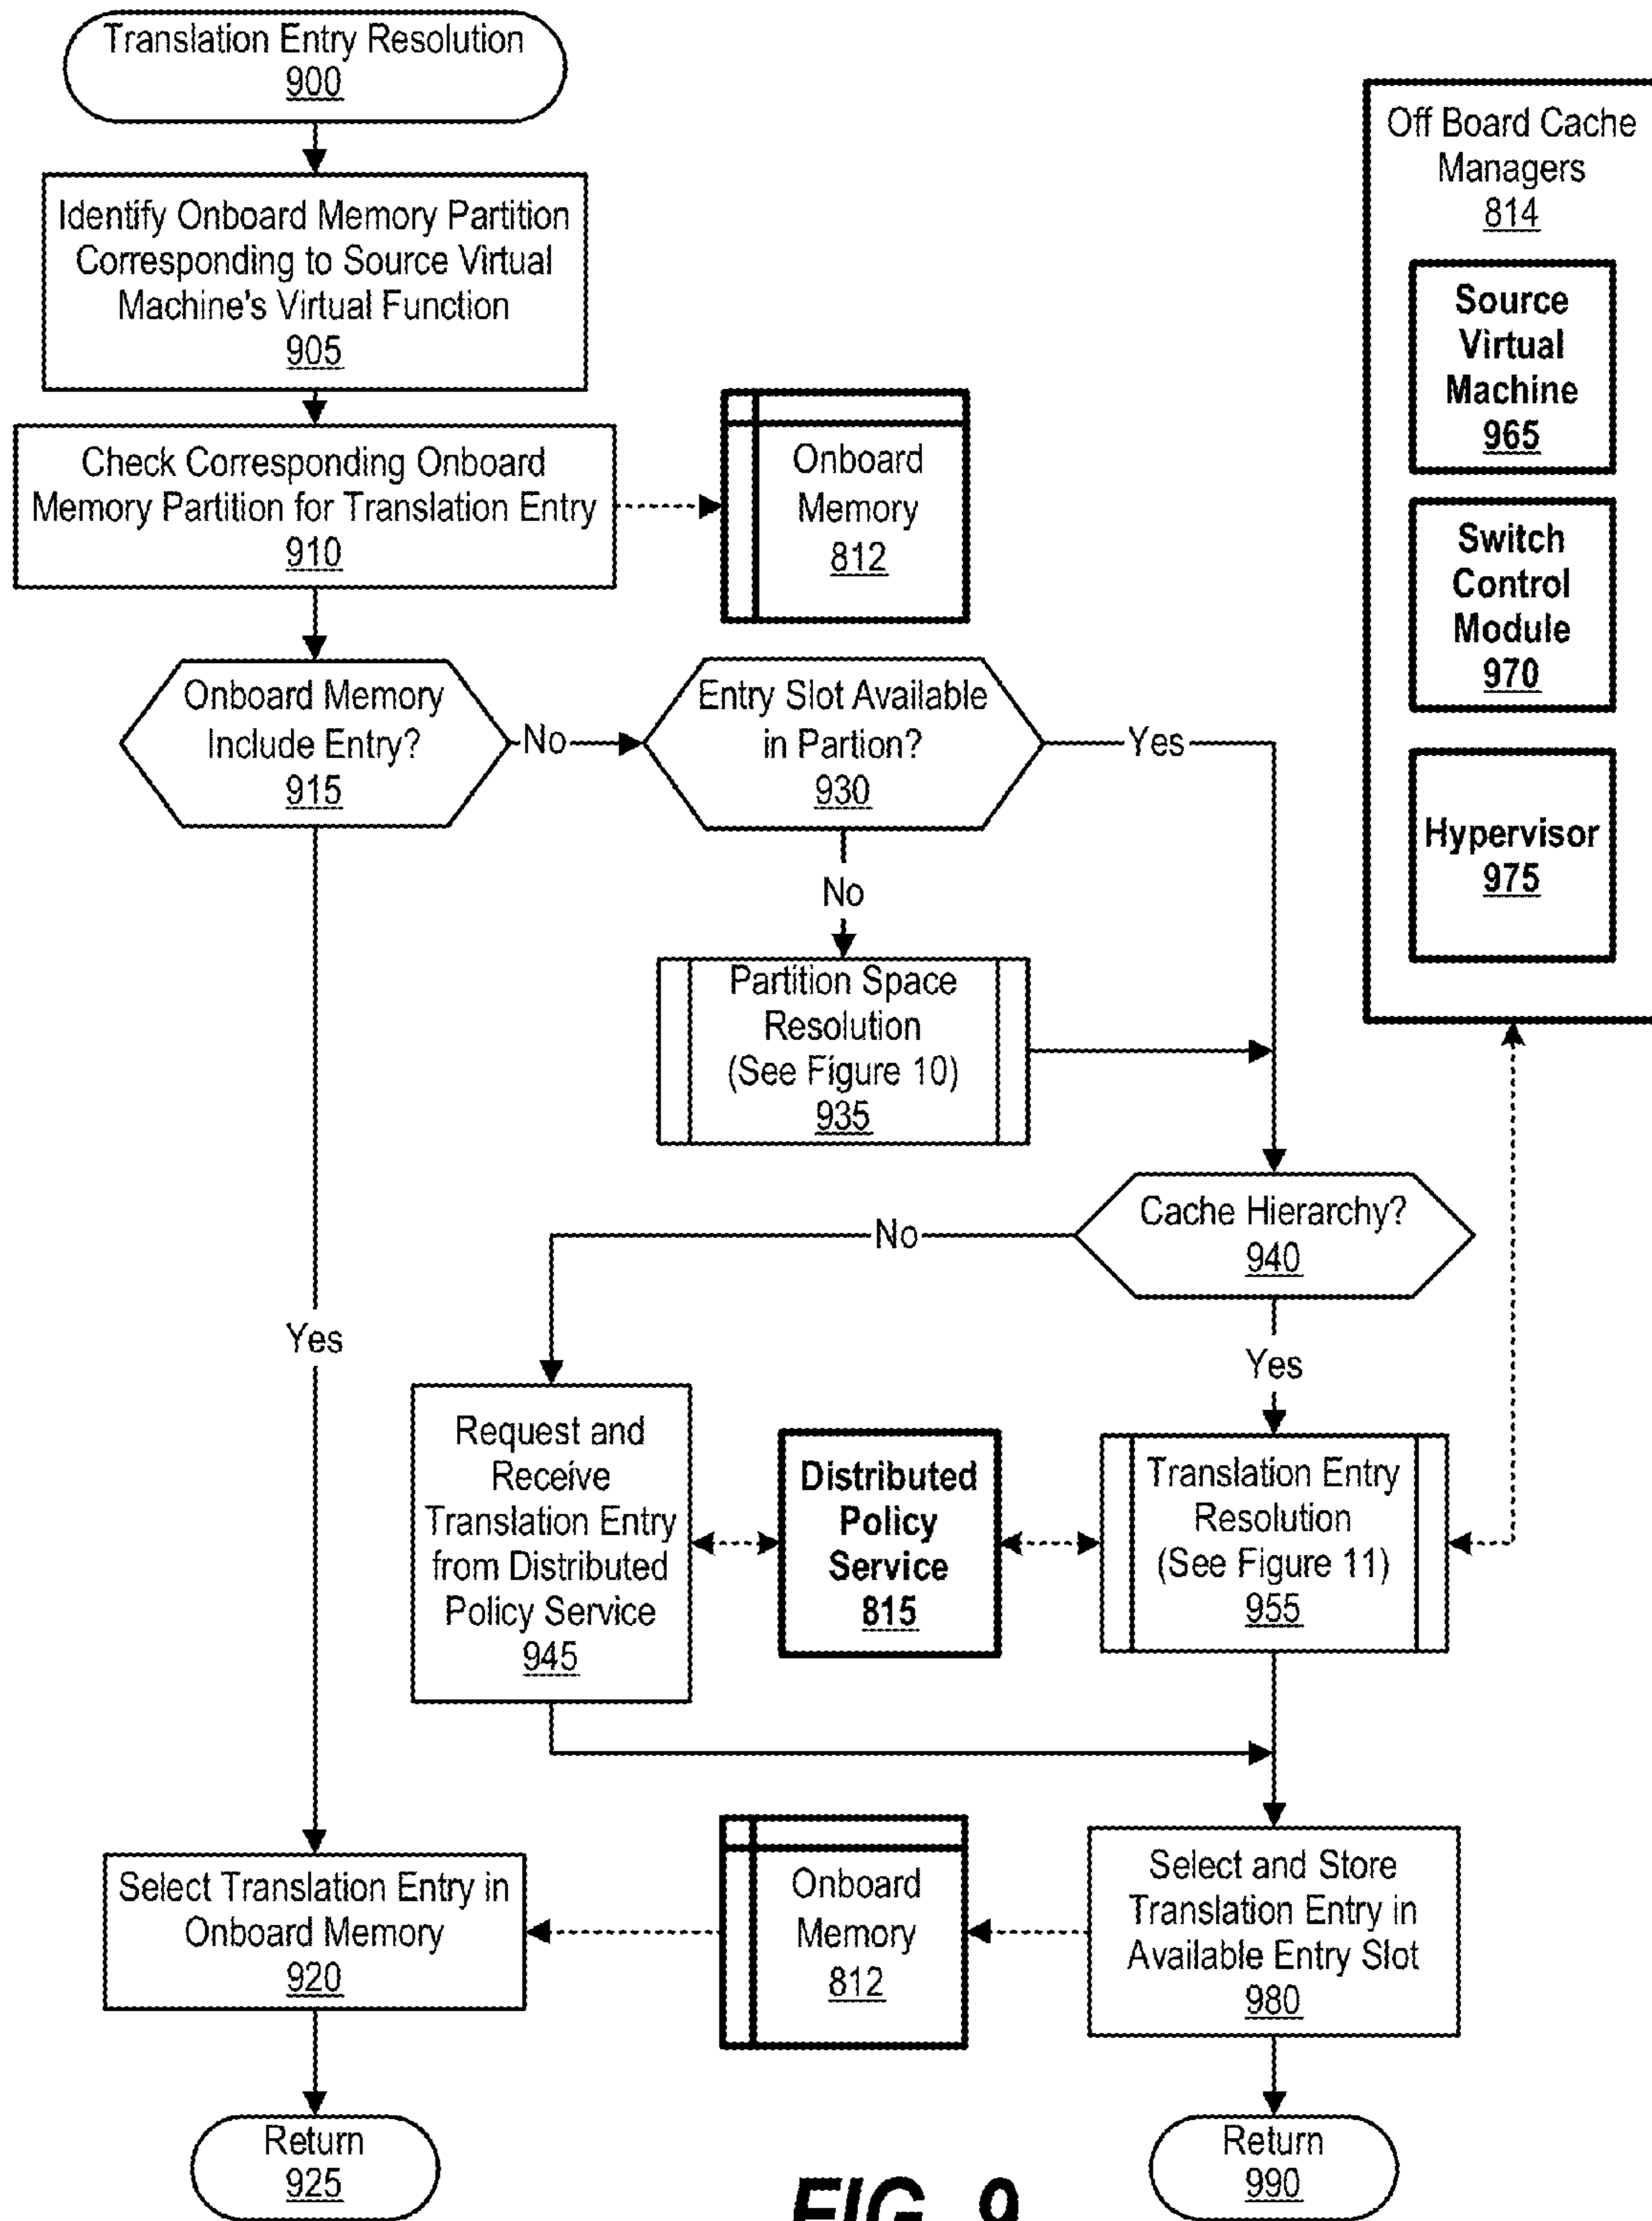 Translation Entry Resolution
900
Identify Onboard Memory Partition
Corresponding to Source Virtual
Machine's Virtual Function
905
Check Corresponding Onboard
Memory Partition for Translation Entry
910
Onboard
Memory
812
Off Board Cache
Managers
814
Source
Virtual
Machine
965
Switch
Control
Module
970
Hypervisor
975
Onboard Memory
Include Entry?
915
No
Entry Slot Available
in Partion?
930
Yes
No
Partition Space
Resolution
(See Figure 10)
935
Cache Hierarchy?
940
No
Yes
Yes
Request and
Receive
Translation Entry
from Distributed
Policy Service
945
Distributed
Policy
Service
815
Translation Entry
Resolution
(See Figure 11)
955
Select Translation Entry in
Onboard Memory
920
Onboard
Memory
812
Select and Store
Translation Entry in
Available Entry Slot
980
Return
925
Return
990
FIG. 9